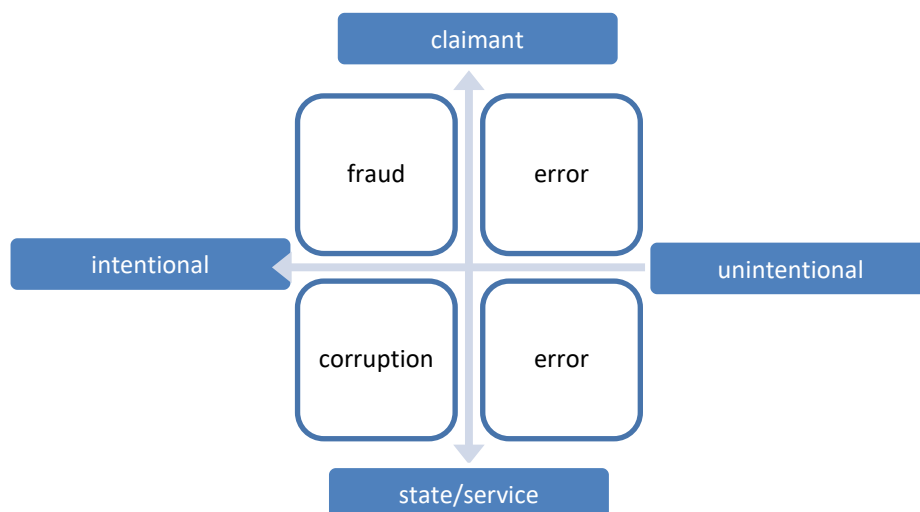 claimant
fraud
error
intentional
unintentional
corruption
error
state/service